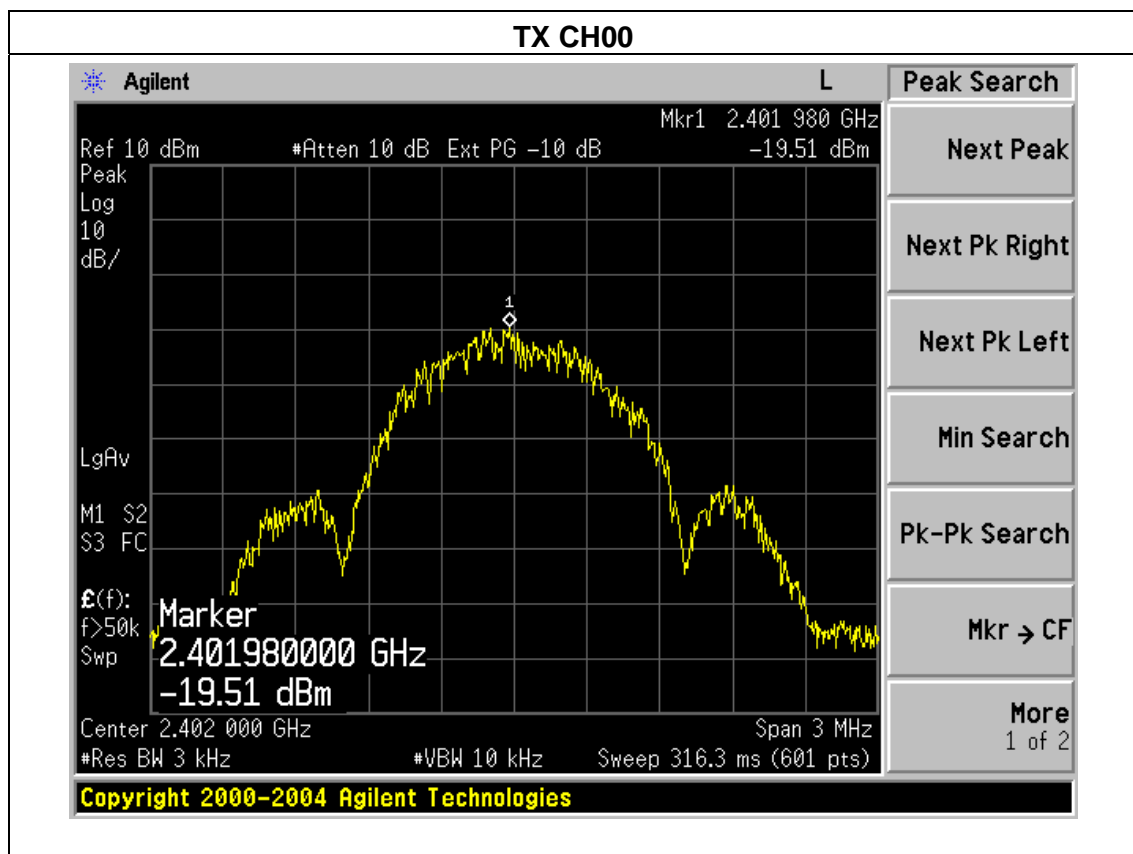 TX CH00
Agilent L Peak Search
Mkr1 2.401 980 GHz
Ref 10 dBm #Atten 10 dB Ext PG -10 dB -19.51 dBm
Peak
Log
10
dB/
1
LgAv
M1 S2
S3 FC
£(f):
f>50k
Swp
Marker
2.401980000 GHz
-19.51 dBm
Center 2.402 000 GHz Span 3 MHz
#Res BW 3 kHz #VBW 10 kHz Sweep 316.3 ms (601 pts)
Copyright 2000-2004 Agilent Technologies
Next Peak
Next Pk Right
Next Pk Left
Min Search
Pk-Pk Search
Mkr → CF
More
1 of 2